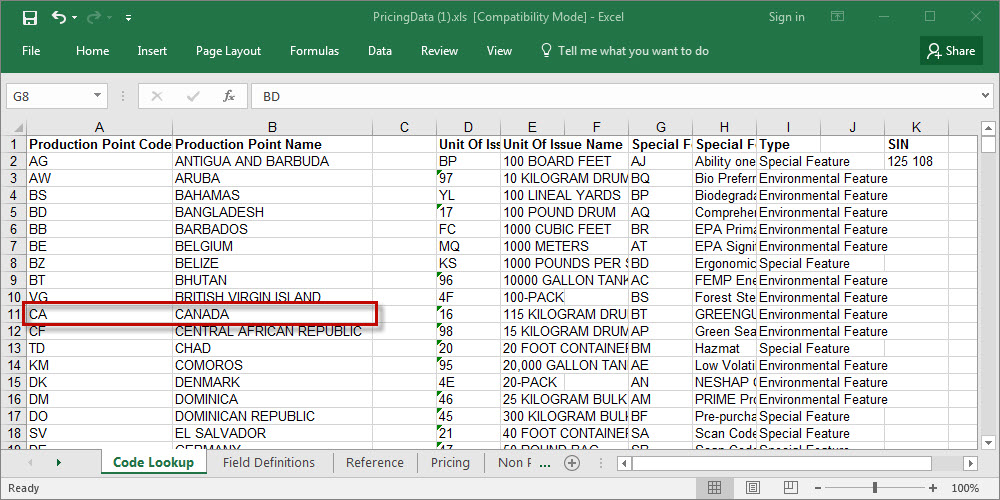 PricingData (1).xls [Compatibility Mode] - Excel Sign in
File Home Insert Page Layout Formulas Data Review View Tell me what you want to do Share
G8 fx BD
A B C D E F G H I J K
1 Production Point Code Production Point Name Unit Of Iss Unit Of Issue Name Special F Special F Type SIN
2 AG ANTIGUA AND BARBUDA BP 100 BOARD FEET AJ Ability one Special Feature 125 108
3 AW ARUBA 97 10 KILOGRAM DRUM BQ Bio Preferr Environmental Feature
4 BS BAHAMAS YL 100 LINEAL YARDS BP Biodegrada Environmental Feature
5 BD BANGLADESH 17 100 POUND DRUM AQ Comprehen Environmental Feature
6 BB BARBADOS FC 1000 CUBIC FEET BR EPA Prima Environmental Feature
7 BE BELGIUM MQ 1000 METERS AT EPA Signif Environmental Feature
8 BZ BELIZE KS 1000 POUNDS PER S BD Ergonomic Special Feature
9 BT BHUTAN 96 10000 GALLON TANK AC FEMP Ene Environmental Feature
10 VG BRITISH VIRGIN ISLAND 4F 100-PACK BS Forest Ste Environmental Feature
11 CA CANADA 16 115 KILOGRAM DRUM BT GREENGU Environmental Feature
12 CF CENTRAL AFRICAN REPUBLIC 98 15 KILOGRAM DRUM AP Green Sea Environmental Feature
13 TD CHAD 20 20 FOOT CONTAINER BM Hazmat Special Feature
14 KM COMOROS 95 20,000 GALLON TAN AE Low Volati Environmental Feature
15 DK DENMARK 4E 20-PACK AN NESHAP C Environmental Feature
16 DM DOMINICA 46 25 KILOGRAM BULK AM PRIME Pro Environmental Feature
17 DO DOMINICAN REPUBLIC 45 300 KILOGRAM BULK BF Pre-purcha Special Feature
18 SV EL SALVADOR 21 40 FOOT CONTAINER SA Scan Code Special Feature
Code Lookup Field Definitions Reference Pricing Non P ...
Ready 100%